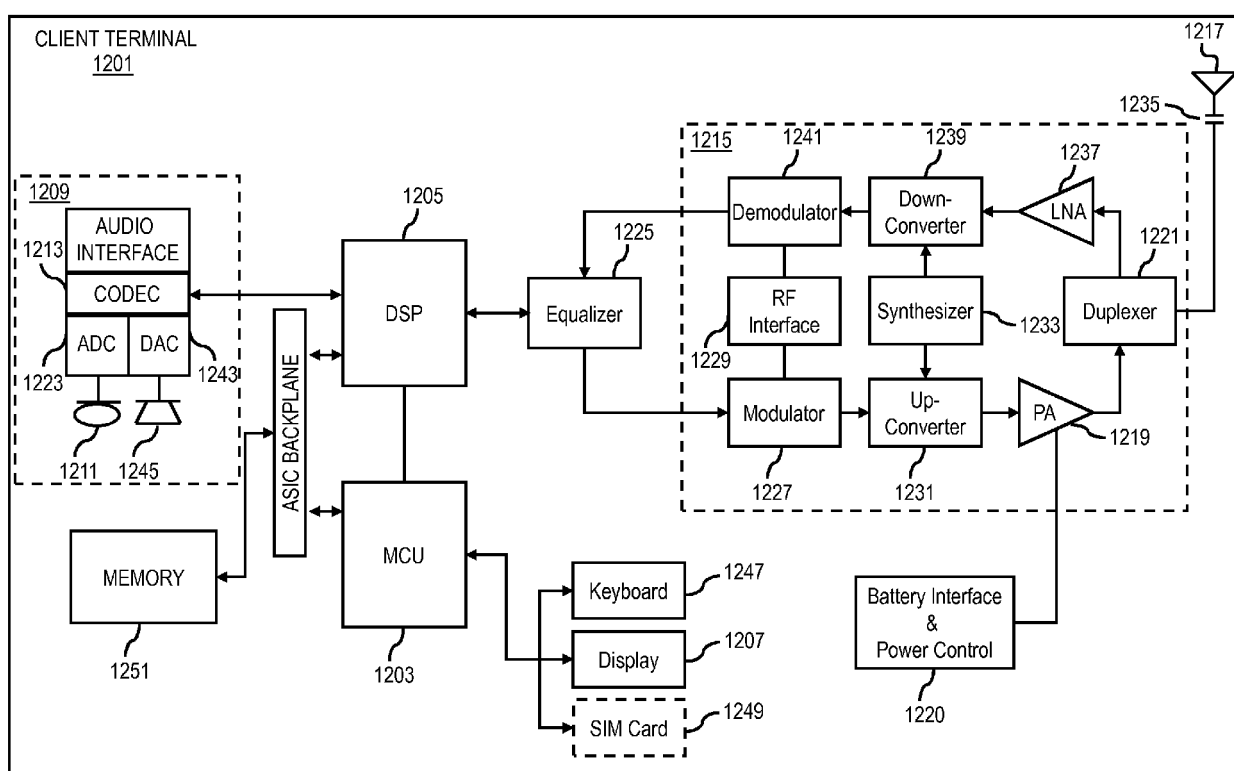 CLIENT TERMINAL
1201
1217
1235
1215
1241
1239
1237
LNA
1209
AUDIO
INTERFACE
1213
CODEC
ADC
DAC
1223
1243
1211
1245
1205
DSP
1225
Equalizer
Demodulator
Down-
Converter
1221
Duplexer
RF
Interface
1229
Synthesizer
1233
Modulator
1227
Up-
Converter
1231
PA
1219
ASIC BACKPLANE
MEMORY
1251
MCU
1203
Keyboard
1247
Display
1207
SIM Card
1249
Battery Interface
&
Power Control
1220